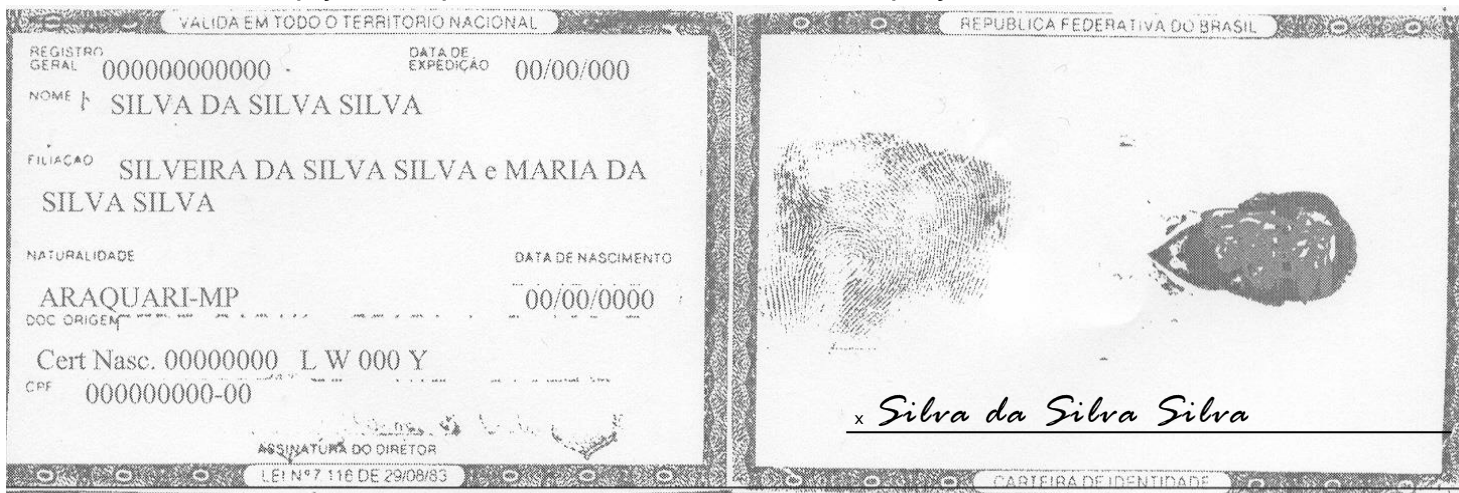 VALIDA EM TODO O TERRITORIO NACIONAL
REGISTRO GERAL 000000000000 DATA DE EXPEDIÇÃO 00/00/000
NOME SILVA DA SILVA SILVA
FILIAÇÃO SILVEIRA DA SILVA SILVA e MARIA DA
SILVA SILVA
NATURALIDADE DATA DE NASCIMENTO
ARAQUARI-MP 00/00/0000
DOC ORIGEM
Cert Nasc. 00000000 L W 000 Y
CPF 000000000-00
ASSINATURA DO DIRETOR
LEI Nº 7.116 DE 29/08/83
REPUBLICA FEDERATIVA DO BRASIL
x Silva da Silva Silva
CARTEIRA DE IDENTIDADE